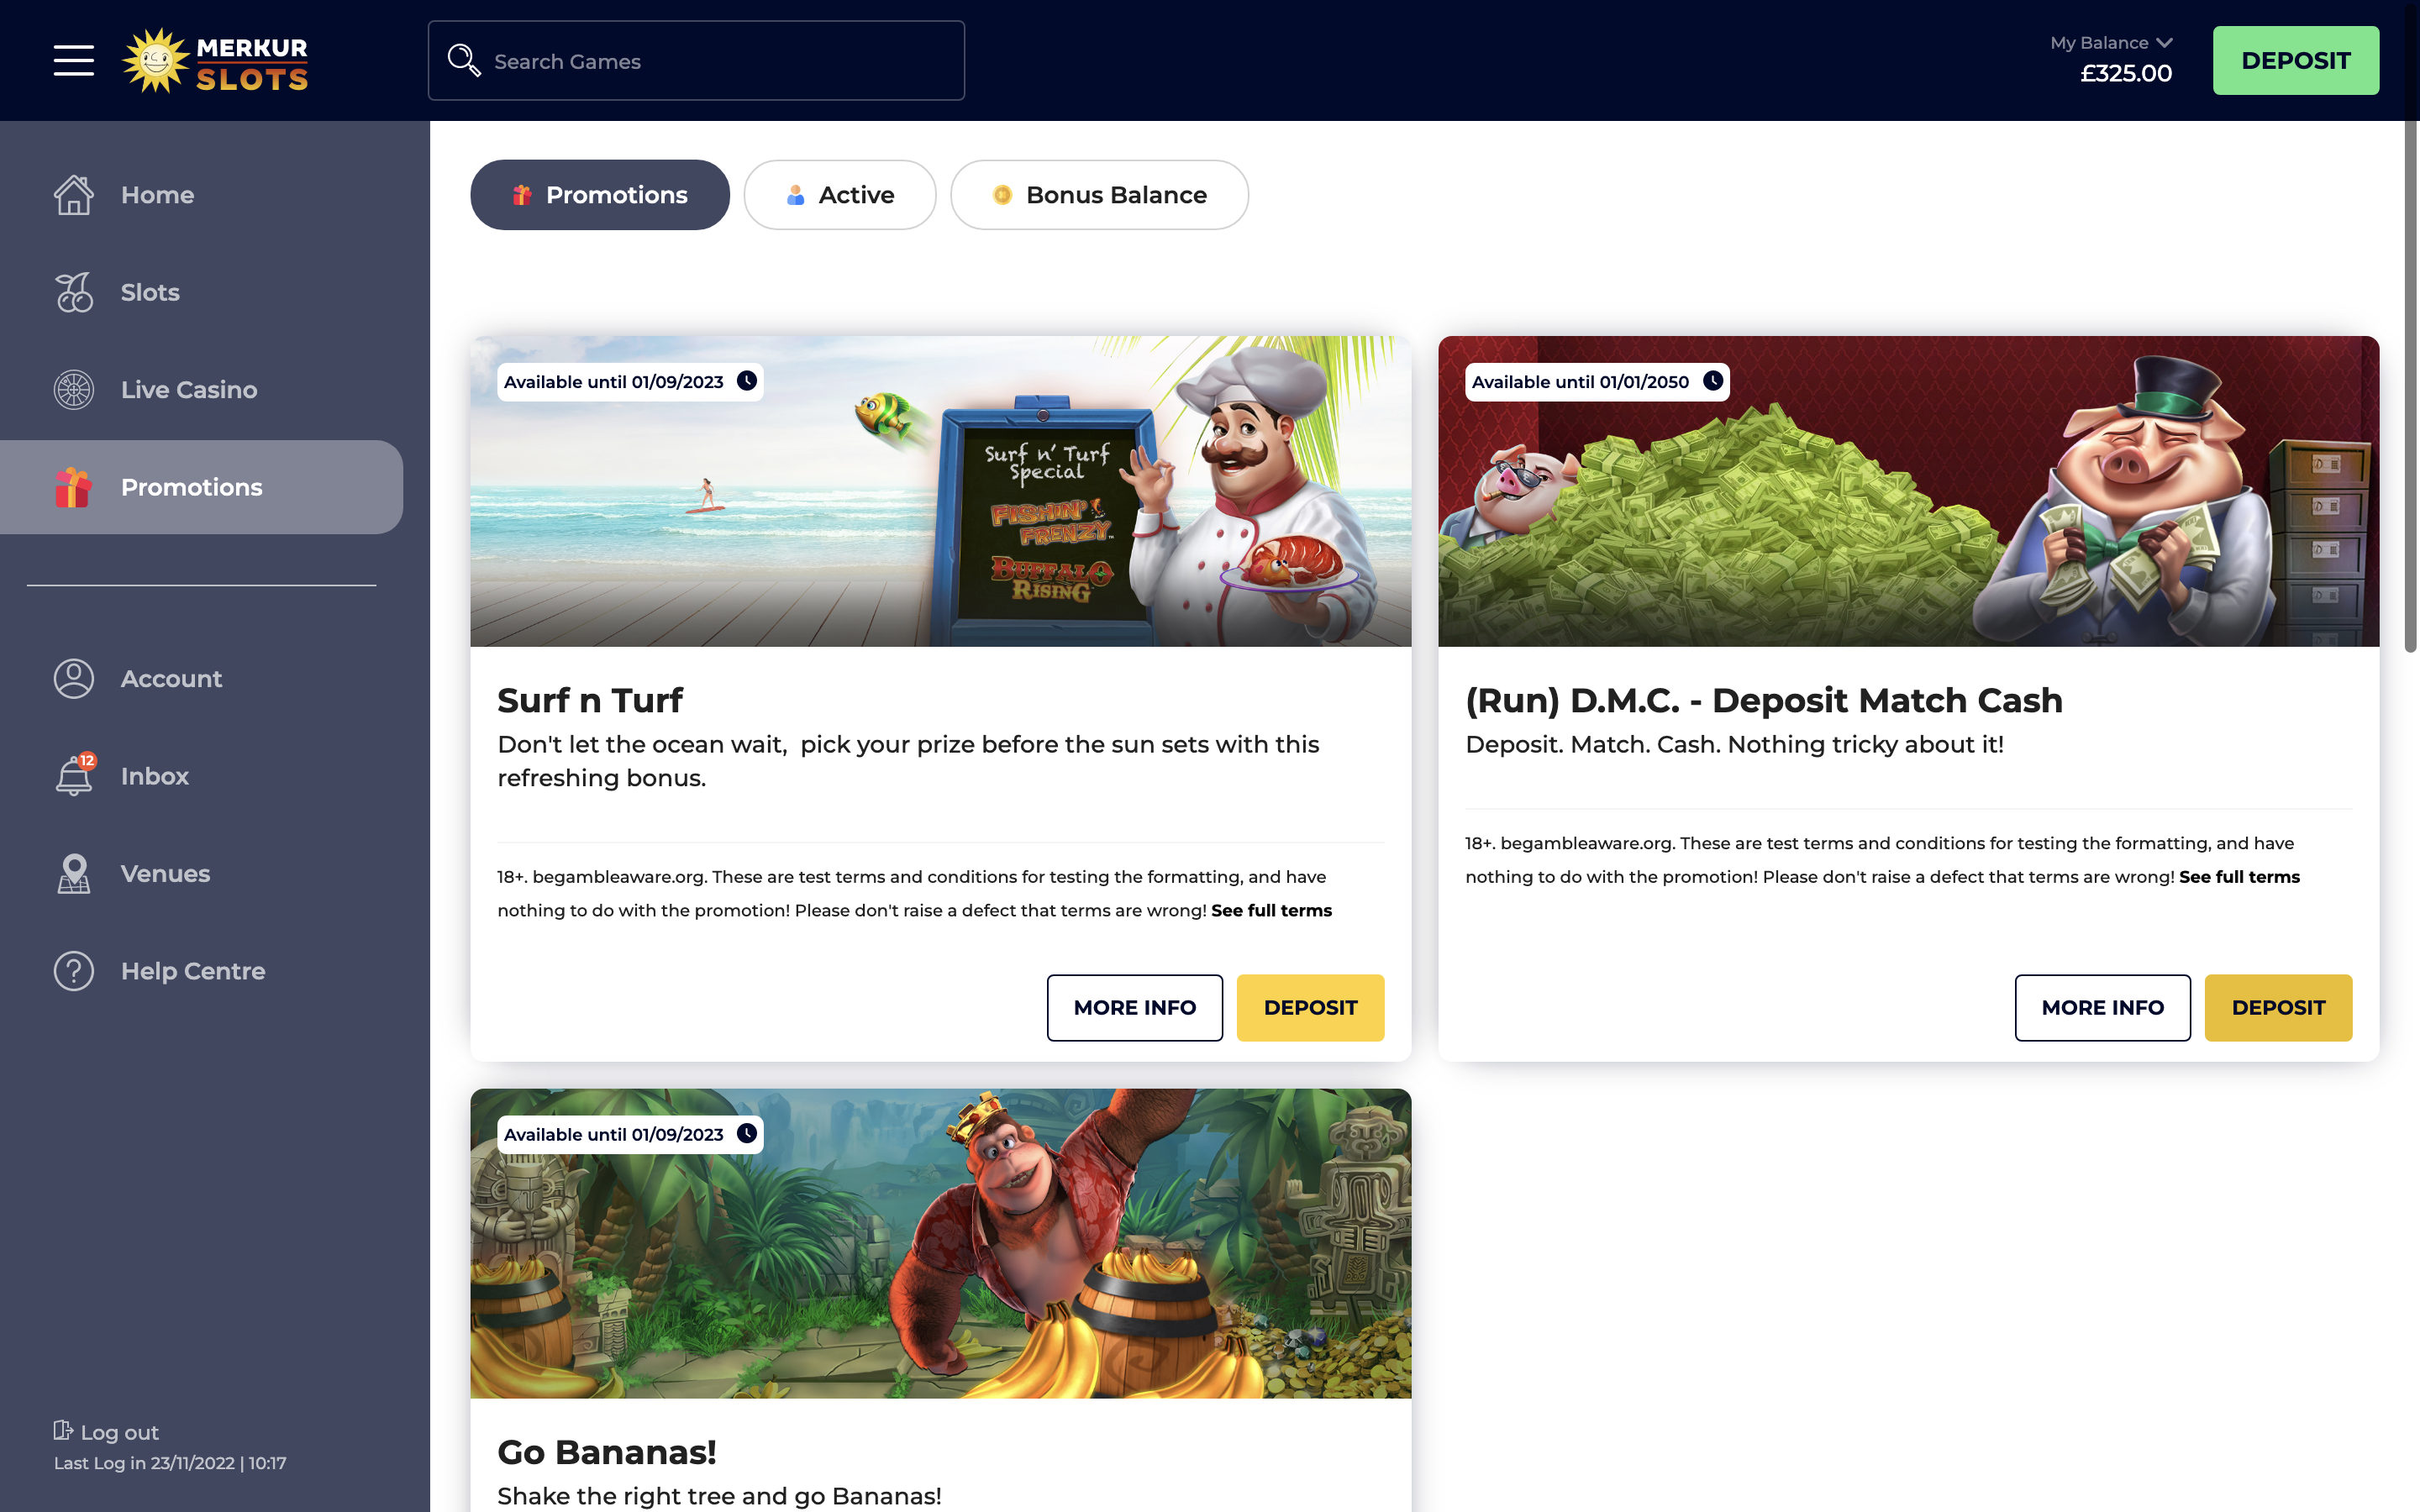 MERKUR
SLOTS
Search Games
My Balance
£325.00
DEPOSIT
Home
Slots
Live Casino
Promotions
Account
12
Inbox
Venues
Help Centre
Log out
Last Log in 23/11/2022 | 10:17
Promotions
Active
Bonus Balance
Available until 01/09/2023
Surf n' Turf
Special
FISHIN'
FRENZY
BUFFALO
RISING
Surf n Turf
Don't let the ocean wait,  pick your prize before the sun sets with this
refreshing bonus.
18+. begambleaware.org. These are test terms and conditions for testing the formatting, and have
nothing to do with the promotion! Please don't raise a defect that terms are wrong! See full terms
MORE INFO
DEPOSIT
Available until 01/01/2050
(Run) D.M.C. - Deposit Match Cash
Deposit. Match. Cash. Nothing tricky about it!
18+. begambleaware.org. These are test terms and conditions for testing the formatting, and have
nothing to do with the promotion! Please don't raise a defect that terms are wrong! See full terms
MORE INFO
DEPOSIT
Available until 01/09/2023
Go Bananas!
Shake the right tree and go Bananas!